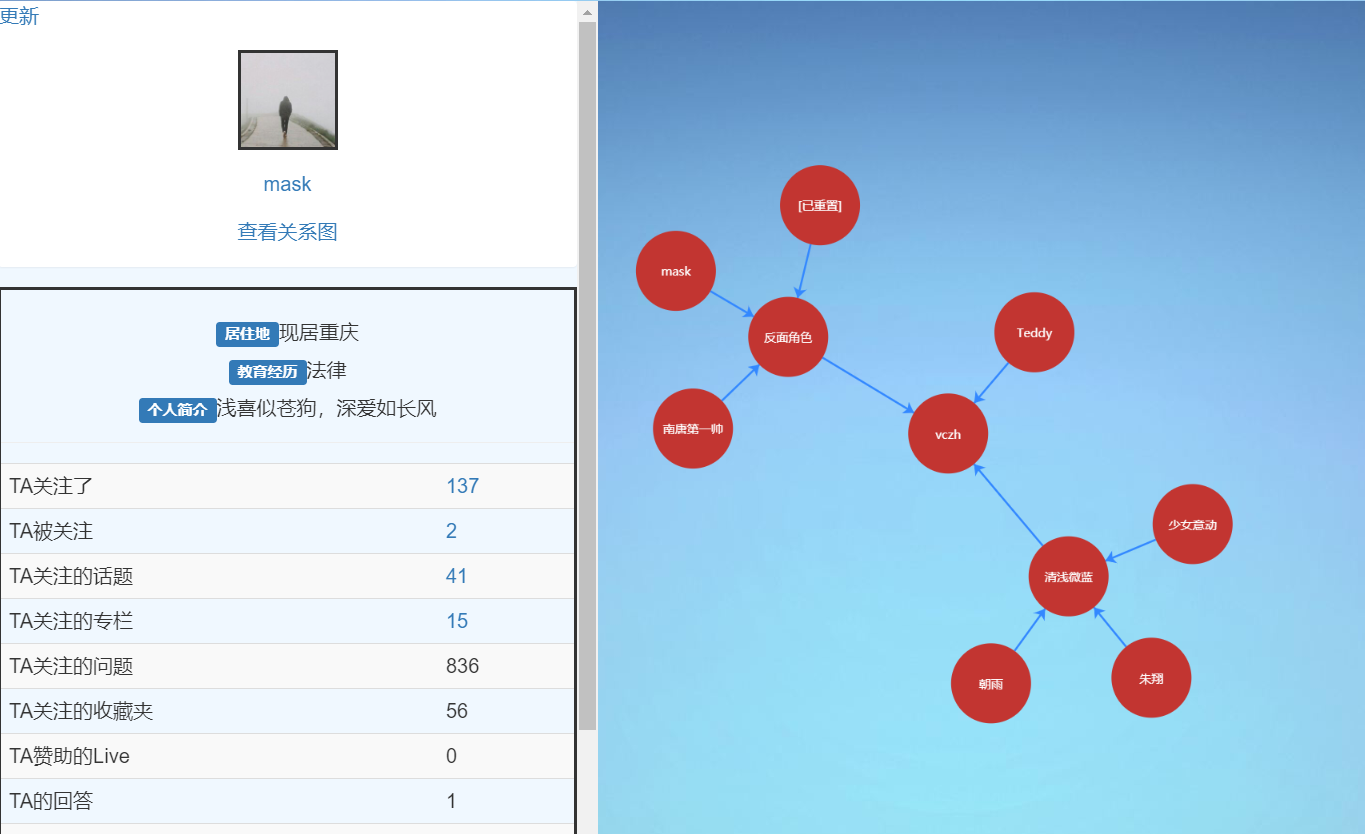 更新
mask
查看关系图
居住地现居重庆
教育经历法律
个人简介浅喜似苍狗，深爱如长风
TA关注了 137
TA被关注 2
TA关注的话题 41
TA关注的专栏 15
TA关注的问题 836
TA关注的收藏夹 56
TA赞助的Live 0
TA的回答 1
[已重置]
mask
反面角色
Teddy
南唐第一帅
vczh
少女意动
清浅微蓝
朝雨
朱翔